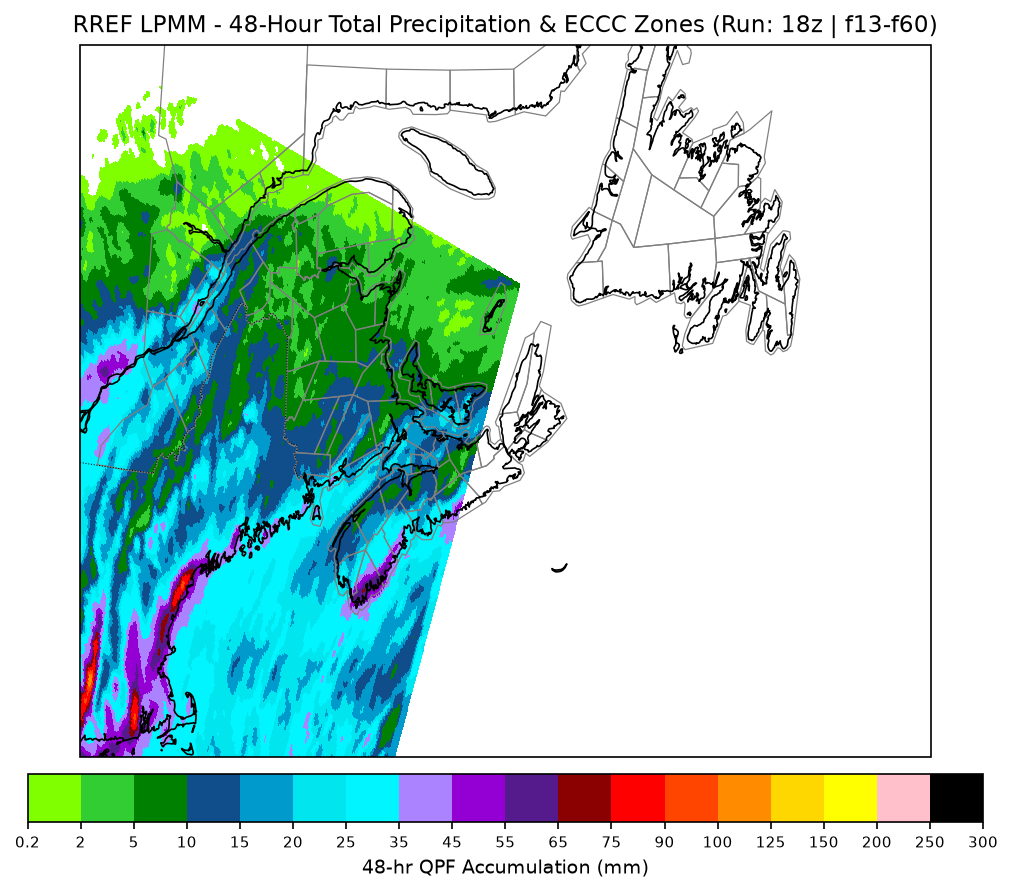 RREF LPMM - 48-Hour Total Precipitation & ECCC Zones (Run: 18z | f13-f60)
0.2 2 5 10 15 20 25 35 45 55 65 80 90 100 125 150 200 250 300
48-hr QPF Accumulation (mm)